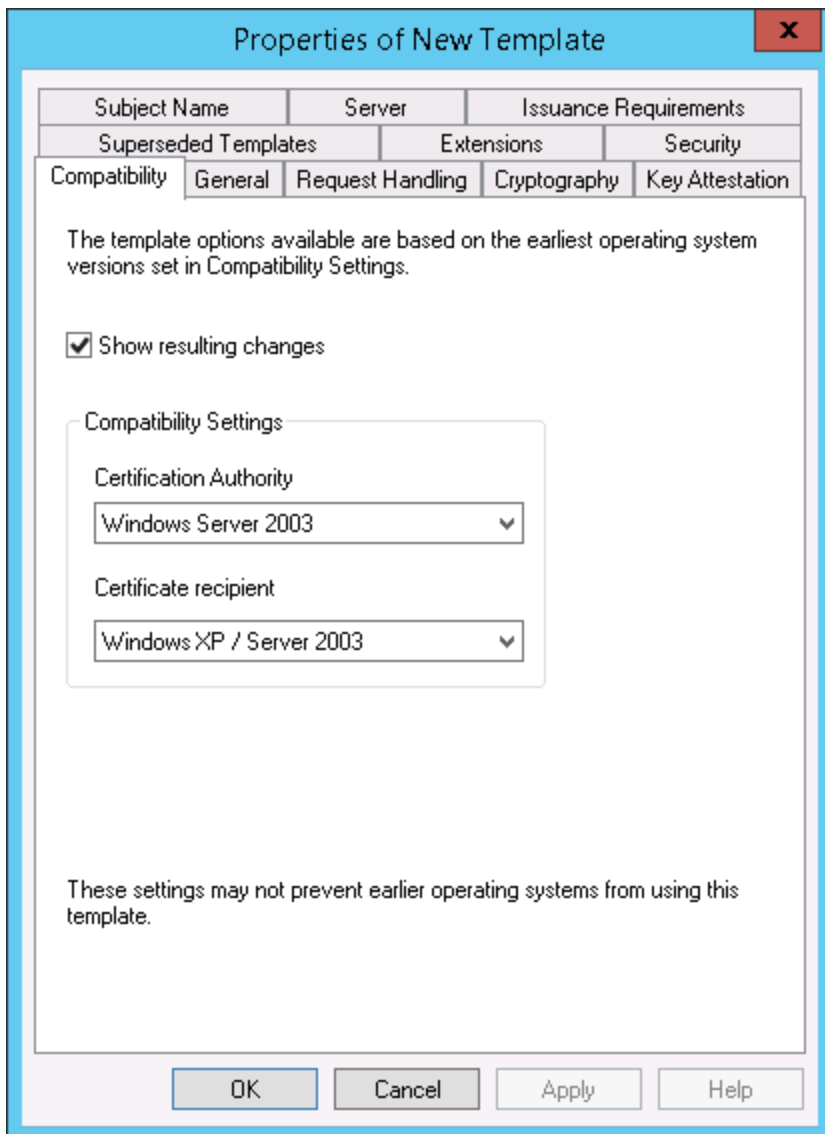 Properties of New Template
x
Subject Name Server Issuance Requirements
Superseded Templates Extensions Security
Compatibility General Request Handling Cryptography Key Attestation
The template options available are based on the earliest operating system
versions set in Compatibility Settings.
Show resulting changes
Compatibility Settings
Certification Authority
Windows Server 2003
Certificate recipient
Windows XP / Server 2003
These settings may not prevent earlier operating systems from using this
template.
OK Cancel Apply Help